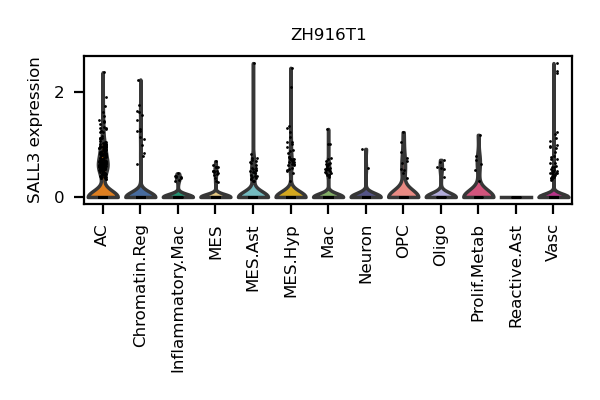 ZH916T1
SALL3 expression
2
0
AC
Chromatin.Reg
Inflammatory.Mac
MES
MES.Ast
MES.Hyp
Mac
Neuron
OPC
Oligo
Prolif.Metab
Reactive.Ast
Vasc